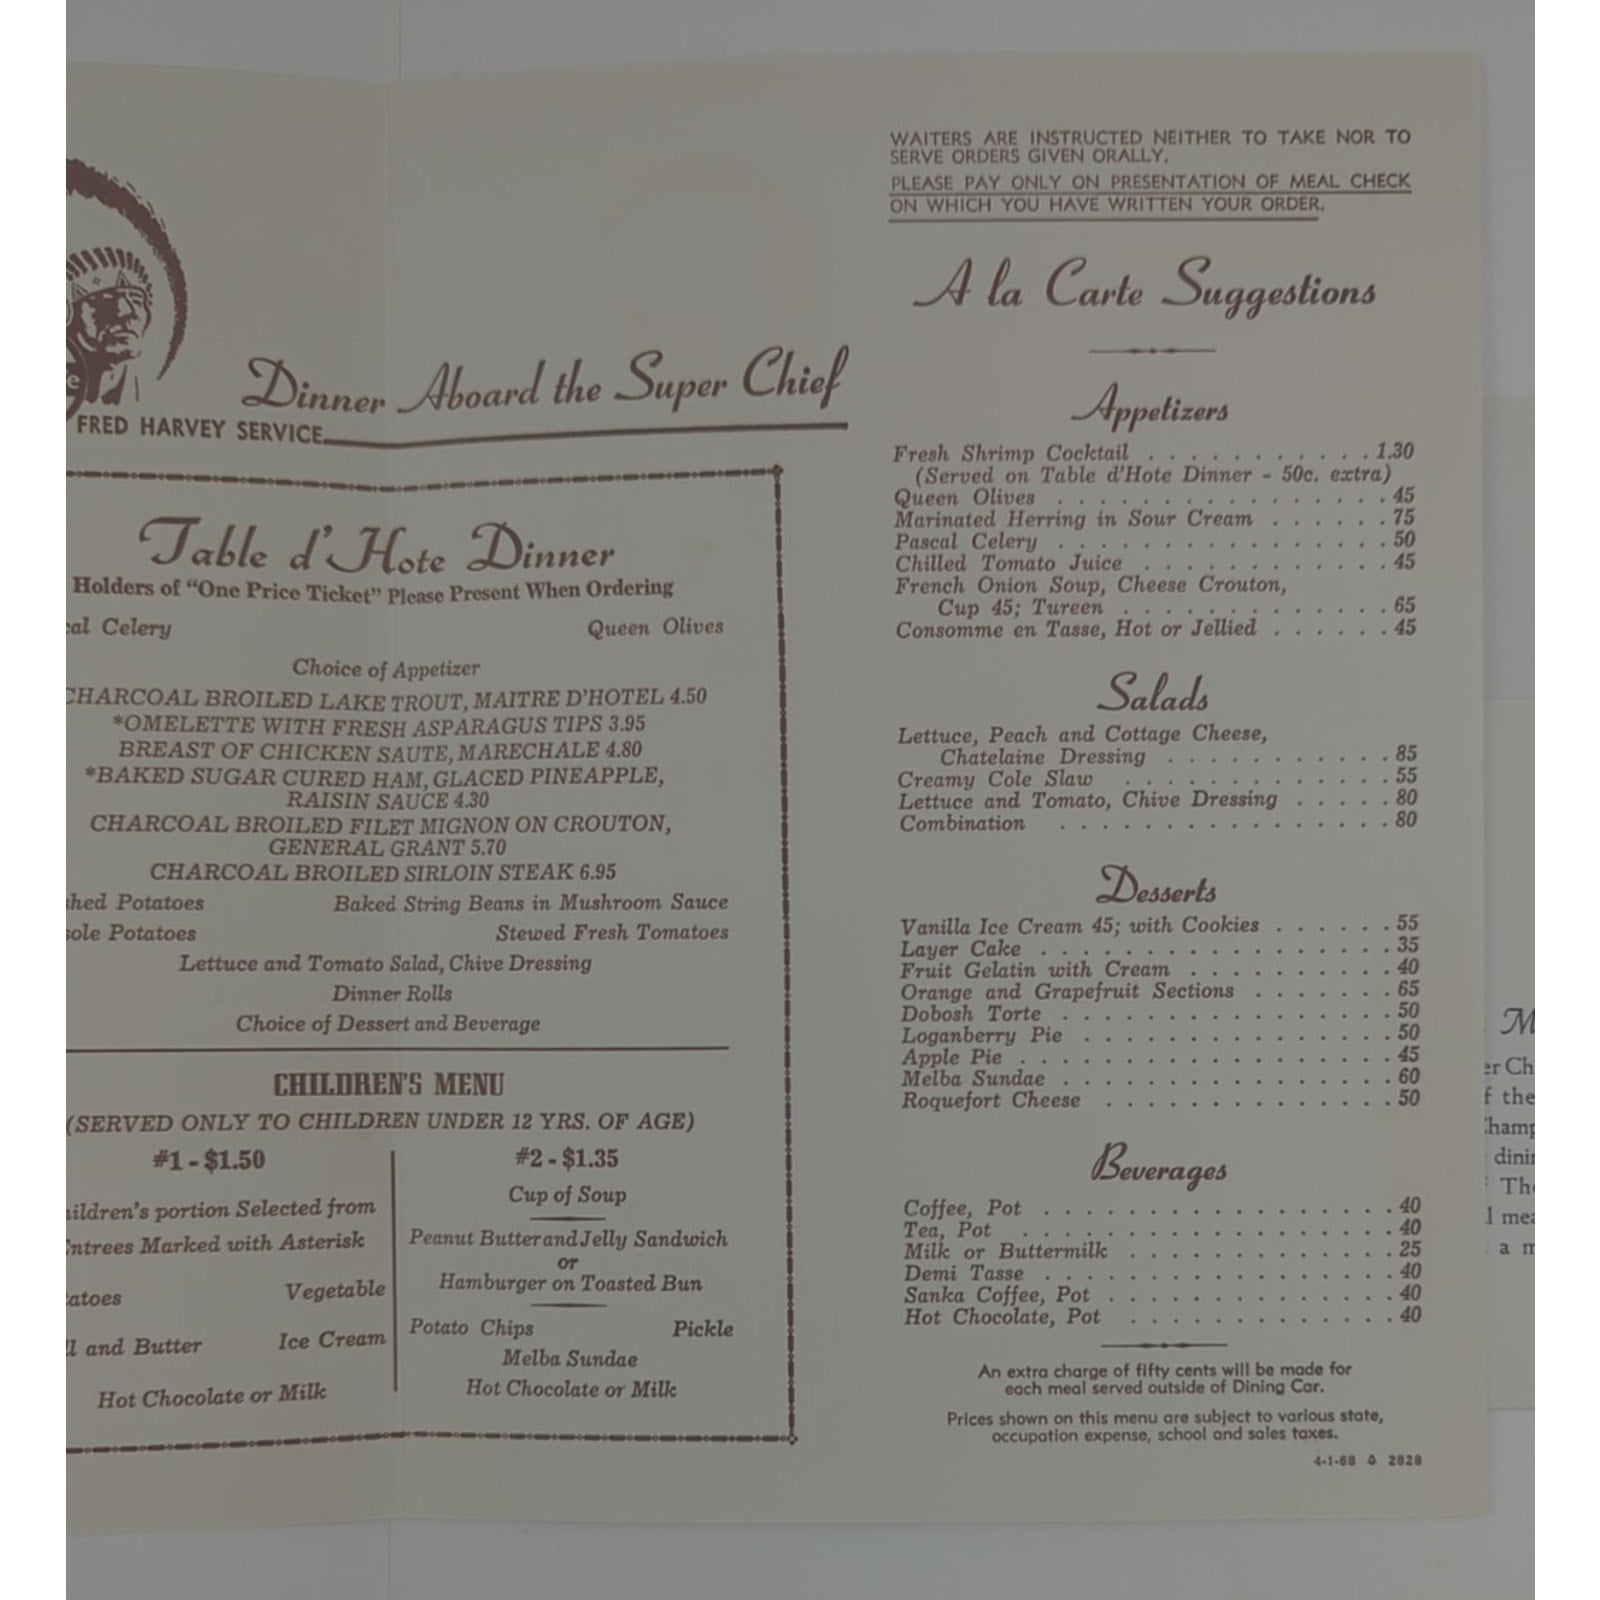 FRED HARVEY SERVICE
Dinner Aboard the Super Chief
Table d'Hote Dinner
Holders of "One Price Ticket" Please Present When Ordering
Celery Queen Olives
Choice of Appetizer
CHARCOAL BROILED LAKE TROUT, MAITRE D'HOTEL 4.50
*OMELETTE WITH FRESH ASPARAGUS TIPS 3.95
BREAST OF CHICKEN SAUTE, MARECHALE 4.80
*BAKED SUGAR CURED HAM, GLACED PINEAPPLE,
RAISIN SAUCE 4.30
CHARCOAL BROILED FILET MIGNON ON CROUTON,
GENERAL GRANT 5.70
CHARCOAL BROILED SIRLOIN STEAK 6.95
Potatoes Baked String Beans in Mushroom Sauce
Potatoes Stewed Fresh Tomatoes
Lettuce and Tomato Salad, Chive Dressing
Dinner Rolls
Choice of Dessert and Beverage
CHILDREN'S MENU
(SERVED ONLY TO CHILDREN UNDER 12 YRS. OF AGE)
#1 - $1.50
portion Selected from
Marked with Asterisk
Vegetable
and Butter Ice Cream
Hot Chocolate or Milk
#2 - $1.35
Cup of Soup
Peanut Butter and Jelly Sandwich
or
Hamburger on Toasted Bun
Potato Chips Pickle
Melba Sundae
Hot Chocolate or Milk
WAITERS ARE INSTRUCTED NEITHER TO TAKE NOR TO
SERVE ORDERS GIVEN ORALLY.
PLEASE PAY ONLY ON PRESENTATION OF MEAL CHECK
ON WHICH YOU HAVE WRITTEN YOUR ORDER.
A la Carte Suggestions
Appetizers
Fresh Shrimp Cocktail . . . . . . . . . . . 1.30
(Served on Table d'Hote Dinner - 50c. extra)
Queen Olives . . . . . . . . . . . . . . . . 45
Marinated Herring in Sour Cream . . . . . . 75
Pascal Celery . . . . . . . . . . . . . . . . 50
Chilled Tomato Juice . . . . . . . . . . . . 45
French Onion Soup, Cheese Crouton,
Cup 45; Tureen . . . . . . . . . . . . . 65
Consomme en Tasse, Hot or Jellied . . . . . . 45
Salads
Lettuce, Peach and Cottage Cheese,
Chatelaine Dressing . . . . . . . . . . . 85
Creamy Cole Slaw . . . . . . . . . . . . . 55
Lettuce and Tomato, Chive Dressing . . . . . 80
Combination . . . . . . . . . . . . . . . . 80
Desserts
Vanilla Ice Cream 45; with Cookies . . . . . . 55
Layer Cake . . . . . . . . . . . . . . . . . 35
Fruit Gelatin with Cream . . . . . . . . . . 40
Orange and Grapefruit Sections . . . . . . . 65
Dobosh Torte . . . . . . . . . . . . . . . . 50
Loganberry Pie . . . . . . . . . . . . . . . 50
Apple Pie . . . . . . . . . . . . . . . . . . 45
Melba Sundae . . . . . . . . . . . . . . . . 60
Roquefort Cheese . . . . . . . . . . . . . . 50
Beverages
Coffee, Pot . . . . . . . . . . . . . . . . . 40
Tea, Pot . . . . . . . . . . . . . . . . . . 40
Milk or Buttermilk . . . . . . . . . . . . . 25
Demi Tasse . . . . . . . . . . . . . . . . . 40
Sanka Coffee, Pot . . . . . . . . . . . . . . 40
Hot Chocolate, Pot . . . . . . . . . . . . . 40
An extra charge of fifty cents will be made for
each meal served outside of Dining Car.
Prices shown on this menu are subject to various state,
occupation expense, school and sales taxes.
4-1-68 2828
the
a